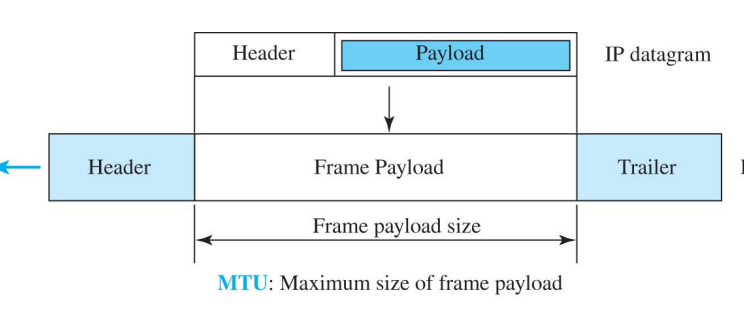 Header Payload IP datagram
Header Frame Payload Trailer
Frame payload size
MTU: Maximum size of frame payload